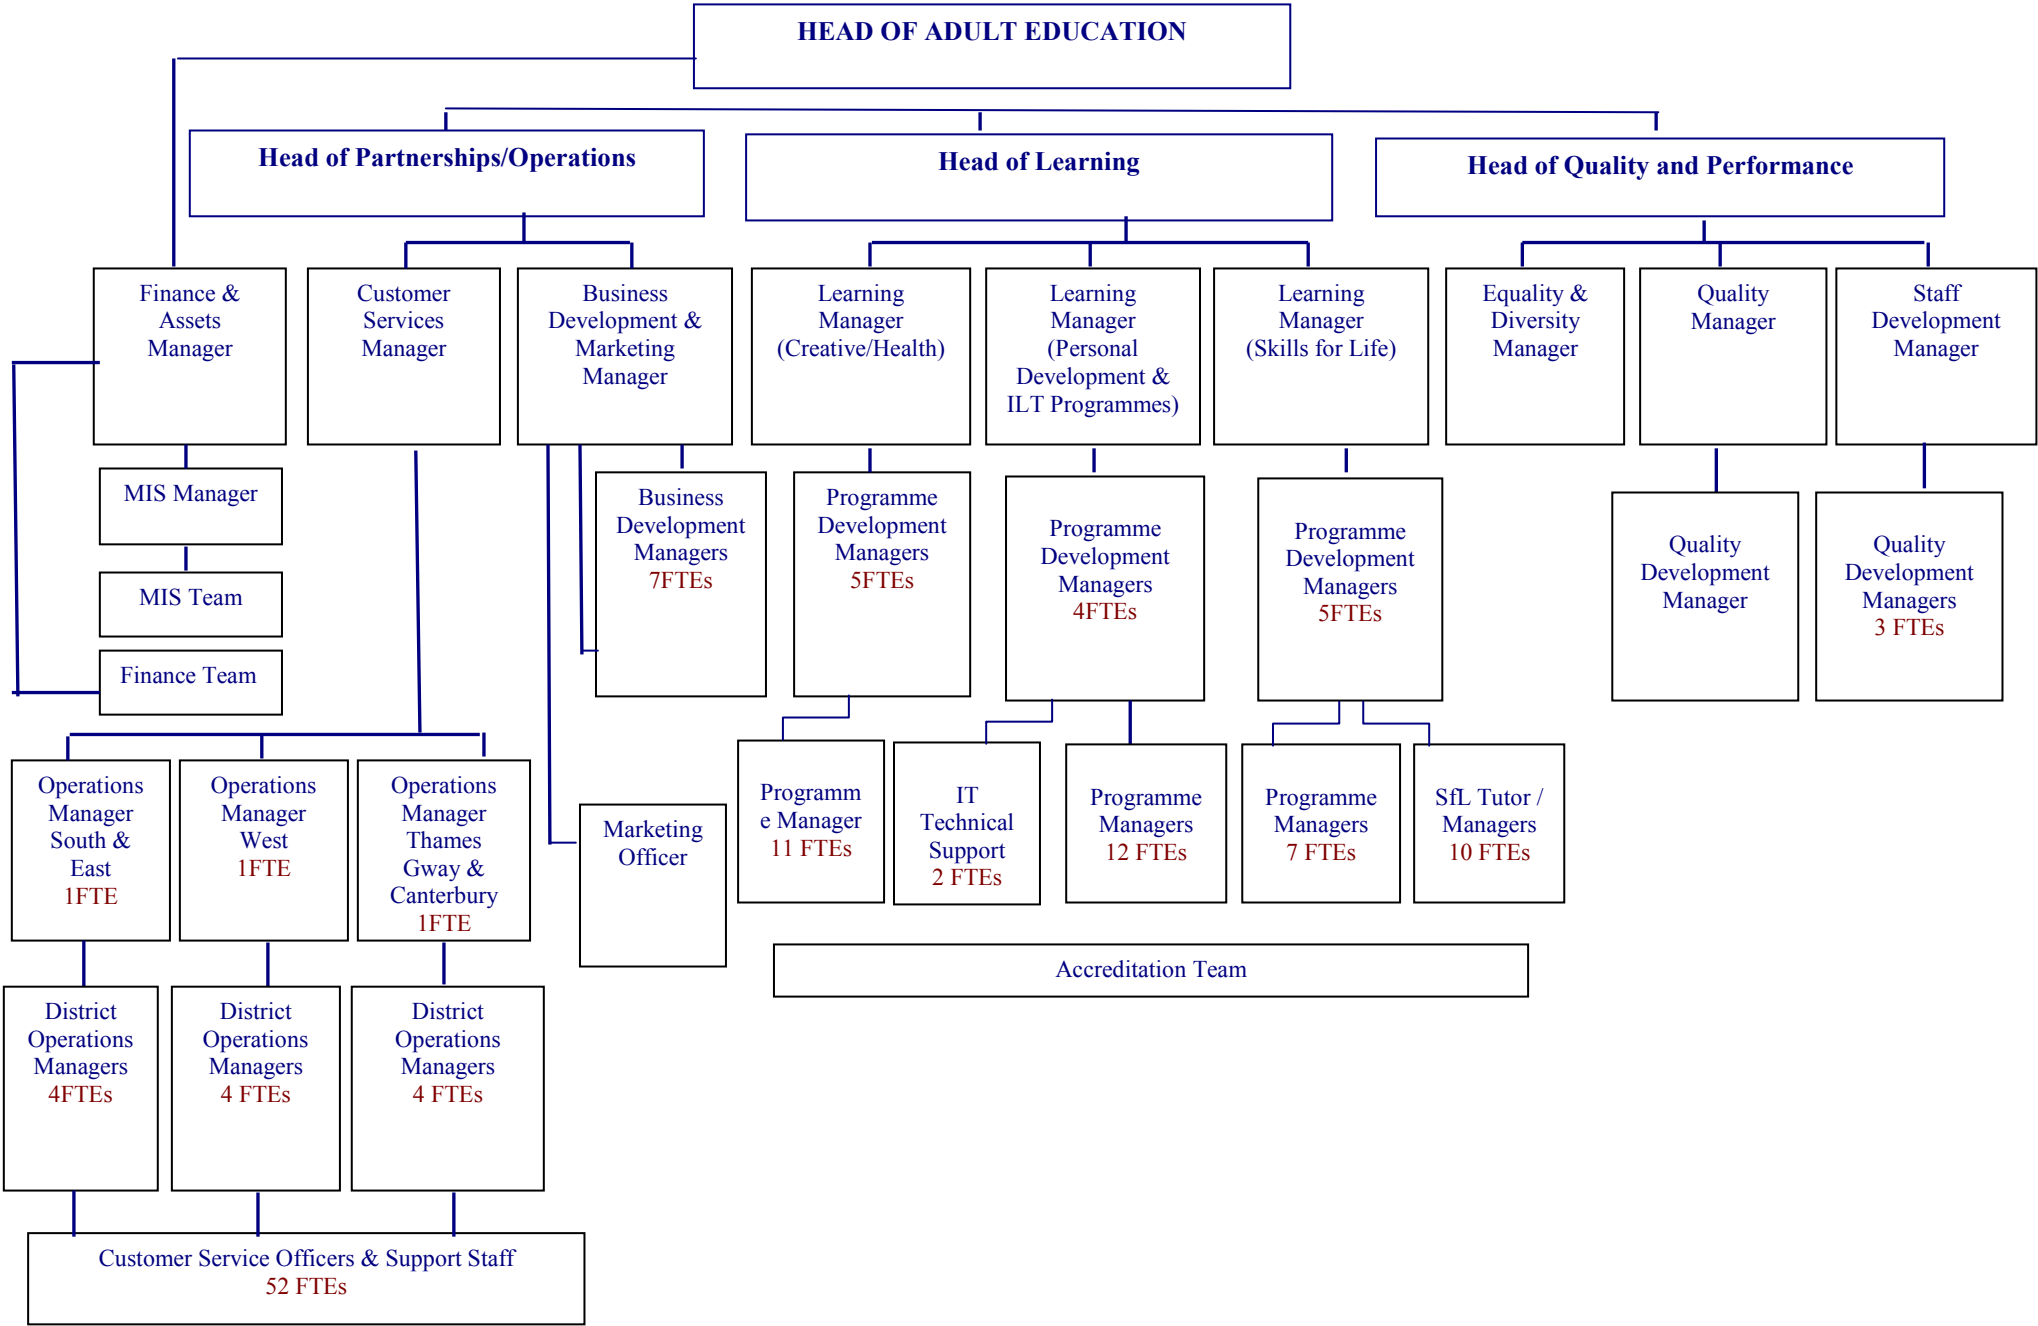 HEAD OF ADULT EDUCATION
Head of Partnerships/Operations
Head of Learning
Head of Quality and Performance
Finance &
Assets
Manager
Customer
Services
Manager
Business
Development &
Marketing
Manager
Learning
Manager
(Creative/Health)
Learning
Manager
(Personal
Development &
ILT Programmes)
Learning
Manager
(Skills for Life)
Equality &
Diversity
Manager
Quality
Manager
Staff
Development
Manager
MIS Manager
MIS Team
Finance Team
Business
Development
Managers
7FTEs
Programme
Development
Managers
5FTEs
Programme
Development
Managers
4FTEs
Programme
Development
Managers
5FTEs
Quality
Development
Manager
Quality
Development
Managers
3 FTEs
Operations
Manager
South &
East
1FTE
Operations
Manager
West
1FTE
Operations
Manager
Thames
Gway &
Canterbury
1FTE
Marketing
Officer
Programm
e Manager
11 FTEs
IT
Technical
Support
2 FTEs
Programme
Managers
12 FTEs
Programme
Managers
7 FTEs
SfL Tutor /
Managers
10 FTEs
Accreditation Team
District
Operations
Managers
4FTEs
District
Operations
Managers
4 FTEs
District
Operations
Managers
4 FTEs
Customer Service Officers & Support Staff
52 FTEs